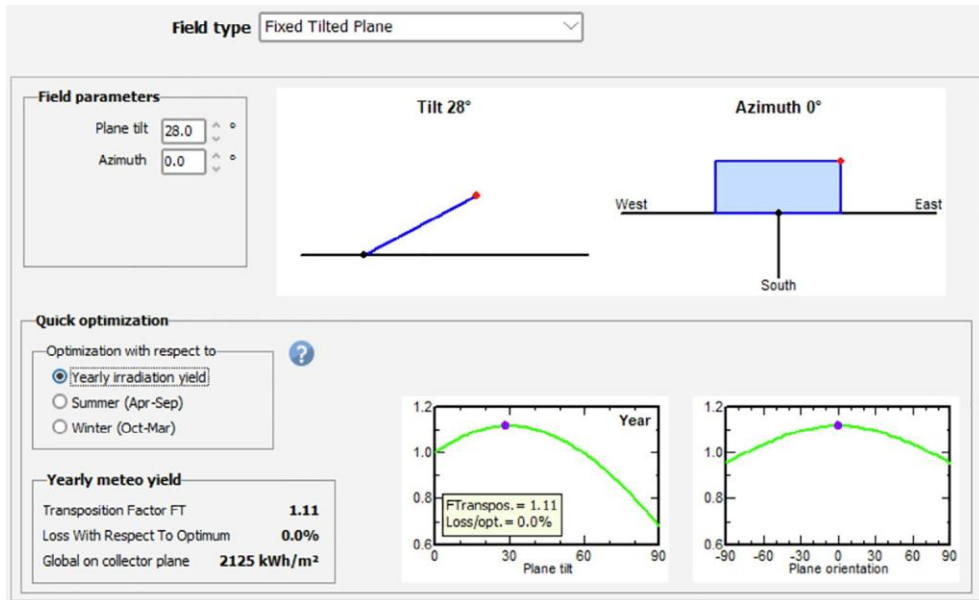 Field type Fixed Tilted Plane
Field parameters
Plane tilt 28.0 °
Azimuth 0.0 °
Tilt 28°
Azimuth 0°
West East
South
Quick optimization
Optimization with respect to
Yearly irradiation yield
Summer (Apr-Sep)
Winter (Oct-Mar)
?
Yearly meteo yield
Transposition Factor FT 1.11
Loss With Respect To Optimum 0.0%
Global on collector plane 2125 kWh/m²
1.2
1.0
0.8
0.6
Year
FTranspos.= 1.11
Loss/opt.= 0.0%
0 30 60 90
Plane tilt
1.2
1.0
0.8
0.6
-90 -60 -30 0 30 60 90
Plane orientation